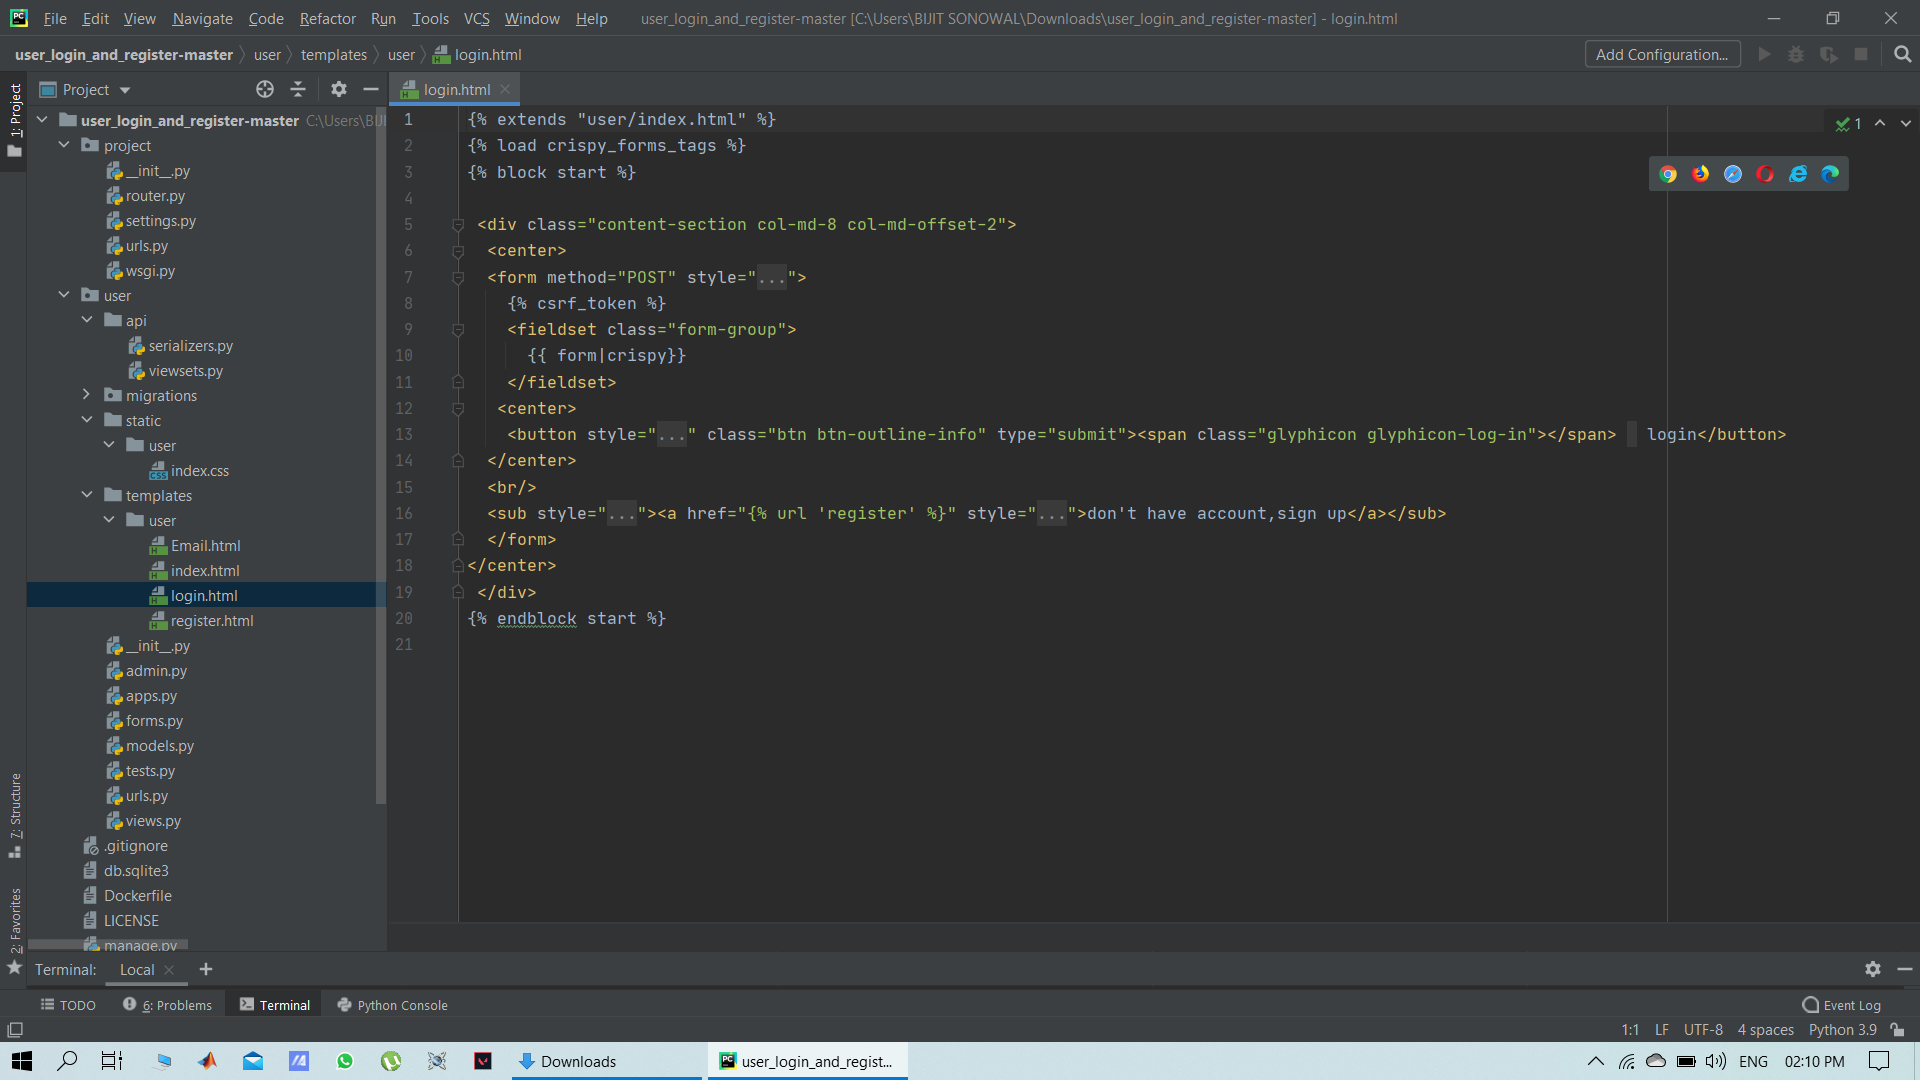 File Edit View Navigate Code Refactor Run Tools VCS Window Help user_login_and_register-master [C:\Users\BIJIT SONOWAL\Downloads\user_login_and_register-master] - login.html
user_login_and_register-master user templates user login.html Add Configuration...
1: Project
Project
login.html
user_login_and_register-master C:\Users\BIJI
project
__init__.py
router.py
settings.py
urls.py
wsgi.py
user
api
serializers.py
viewsets.py
migrations
static
user
index.css
templates
user
Email.html
index.html
login.html
register.html
__init__.py
admin.py
apps.py
forms.py
models.py
tests.py
urls.py
views.py
.gitignore
db.sqlite3
Dockerfile
LICENSE
manage.py
1 {% extends "user/index.html" %}
2 {% load crispy_forms_tags %}
3 {% block start %}
4
5 <div class="content-section col-md-8 col-md-offset-2">
6 <center>
7 <form method="POST" style="...">
8 {% csrf_token %}
9 <fieldset class="form-group">
10 {{ form|crispy}}
11 </fieldset>
12 <center>
13 <button style="..." class="btn btn-outline-info" type="submit"><span class="glyphicon glyphicon-log-in"></span> login</button>
14 </center>
15 <br/>
16 <sub style="..."><a href="{% url 'register' %}" style="...">don't have account,sign up</a></sub>
17 </form>
18 </center>
19 </div>
20 {% endblock start %}
21
1
7: Structure
2: Favorites
Terminal: Local
TODO 6: Problems Terminal Python Console Event Log
1:1 LF UTF-8 4 spaces Python 3.9
Downloads user_login_and_regist... ENG 02:10 PM